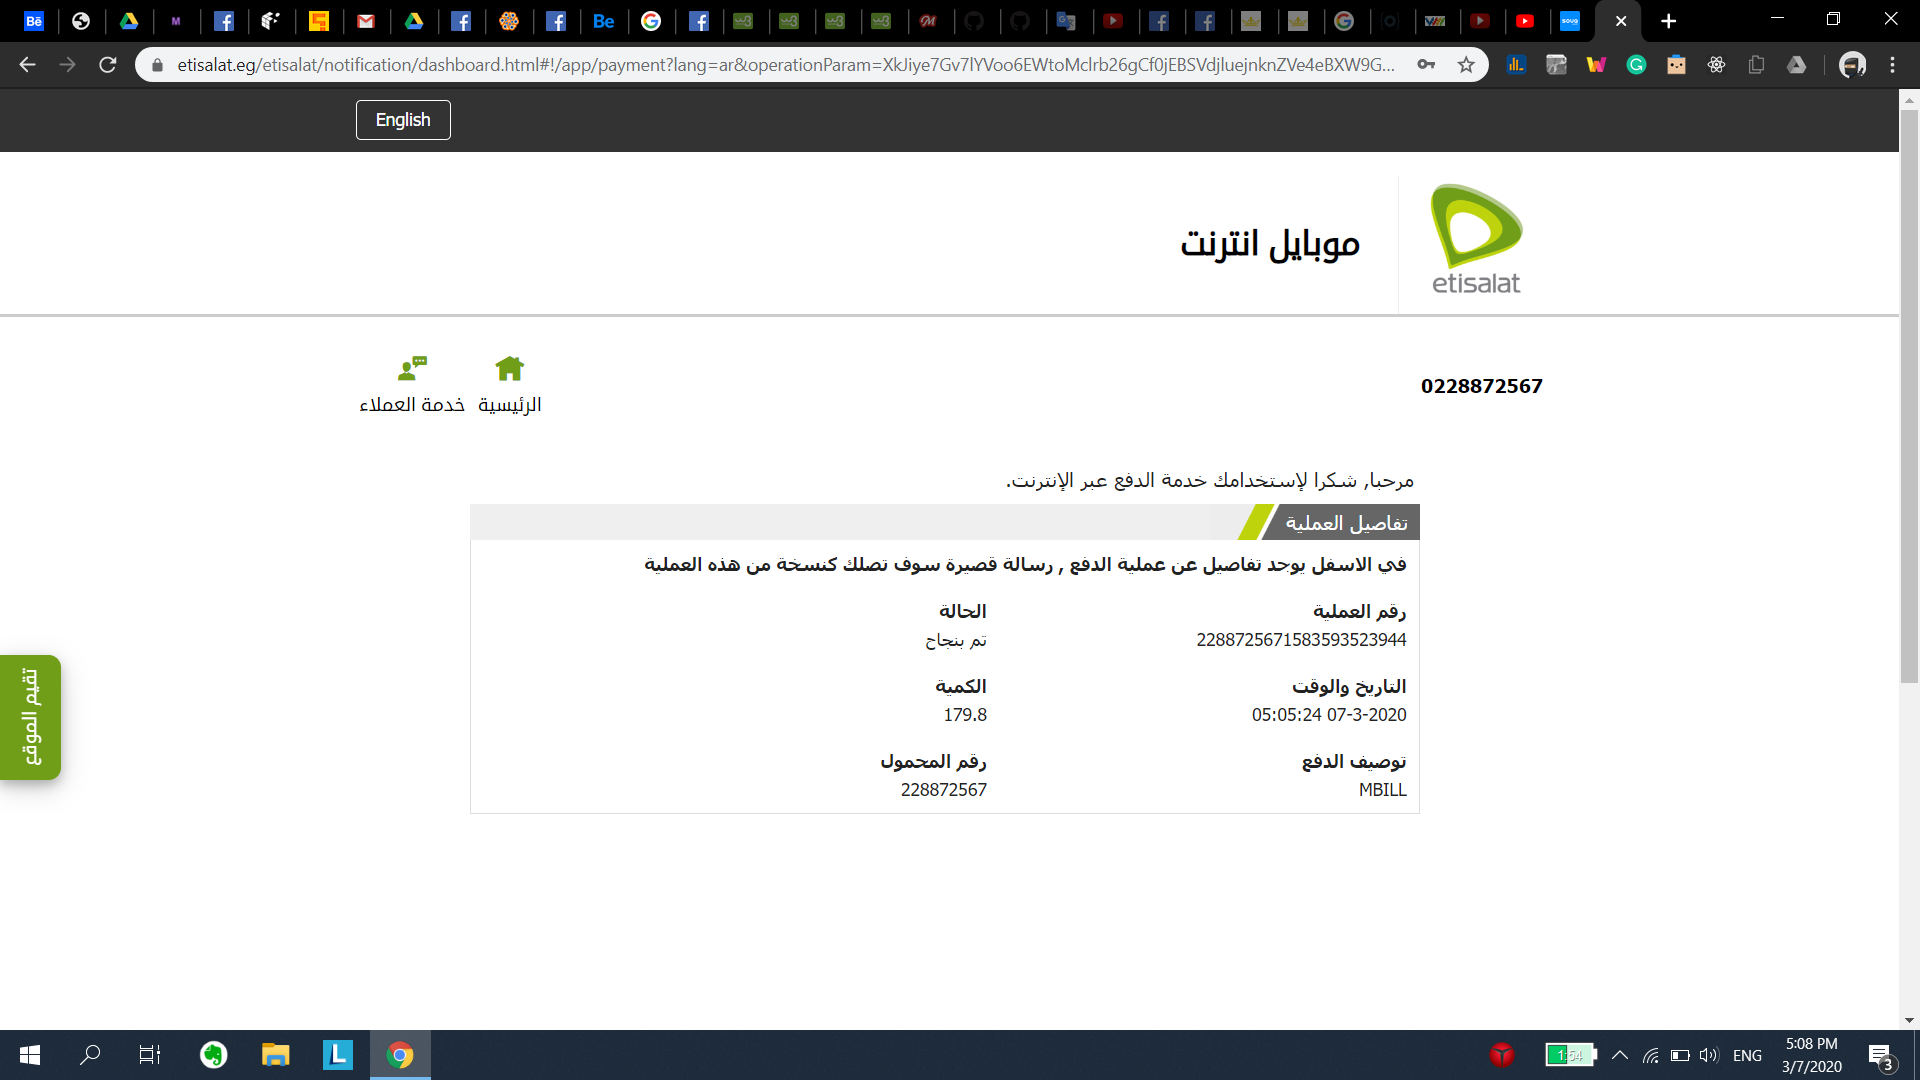 etisalat.eg/etisalat/notification/dashboard.html#!/app/payment?lang=ar&operationParam=XkJiye7Gv7lYVoo6EWtoMclrb26gCf0jEBSVdjluejnknZVe4eBXW9G...
English
etisalat
موبايل انترنت
0228872567
الرئيسية
خدمة العملاء
مرحبا, شكرا لإستخدامك خدمة الدفع عبر الإنترنت.
تفاصيل العملية
في الاسفل يوجد تفاصيل عن عملية الدفع , رسالة قصيرة سوف تصلك كنسخة من هذه العملية
رقم العملية
2288725671583593523944
الحالة
تم بنجاح
التاريخ والوقت
05:05:24 07-3-2020
الكمية
179.8
توصيف الدفع
MBILL
رقم المحمول
228872567
تقيم الموقع
1:54
ENG
5:08 PM
3/7/2020
3